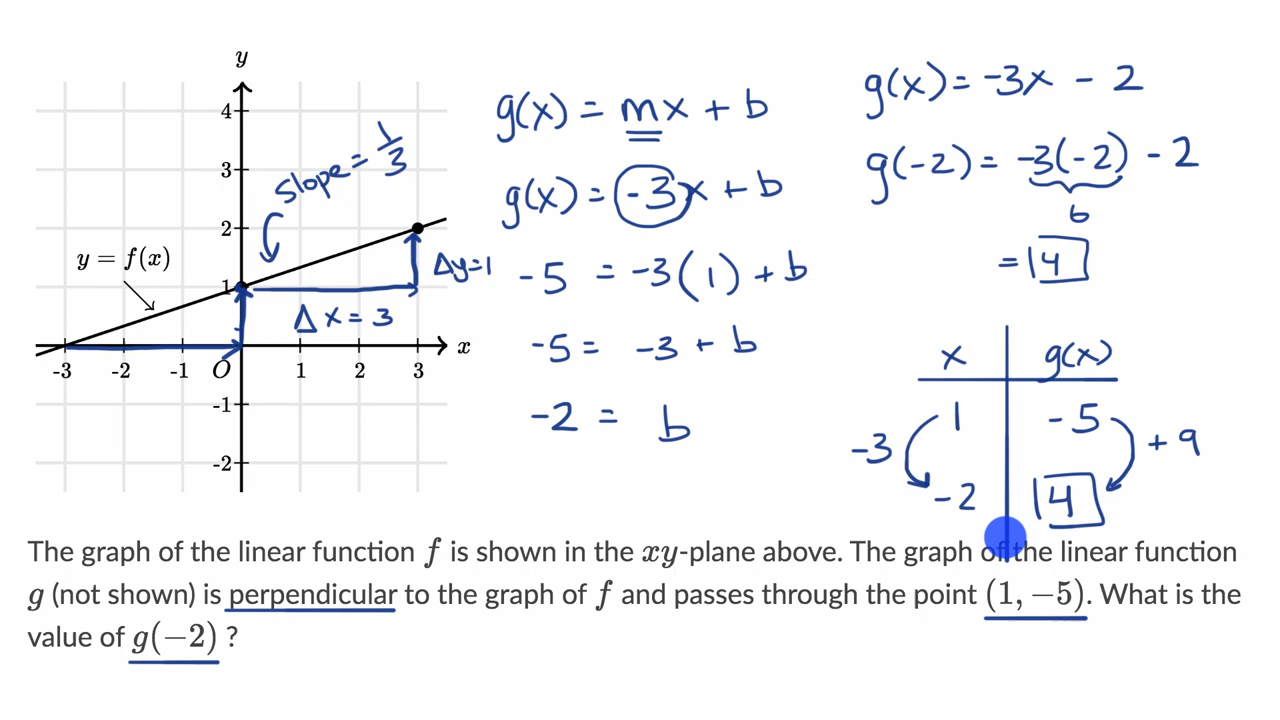 y
4
3
2
1
-1
-2
-3 -2 -1 O 1 2 3
x
y = f(x)
slope = 1/3
Δy=1
Δx = 3
g(x) = mx + b
g(x) = -3x + b
-5 = -3(1) + b
-5 = -3 + b
-2 = b
g(x) = -3x - 2
g(-2) = -3(-2) - 2
6
= 4
x g(x)
1 -5
-2 4
-3
+9
The graph of the linear function f is shown in the xy-plane above. The graph of the linear function
g (not shown) is perpendicular to the graph of f and passes through the point (1, −5). What is the
value of g(−2) ?